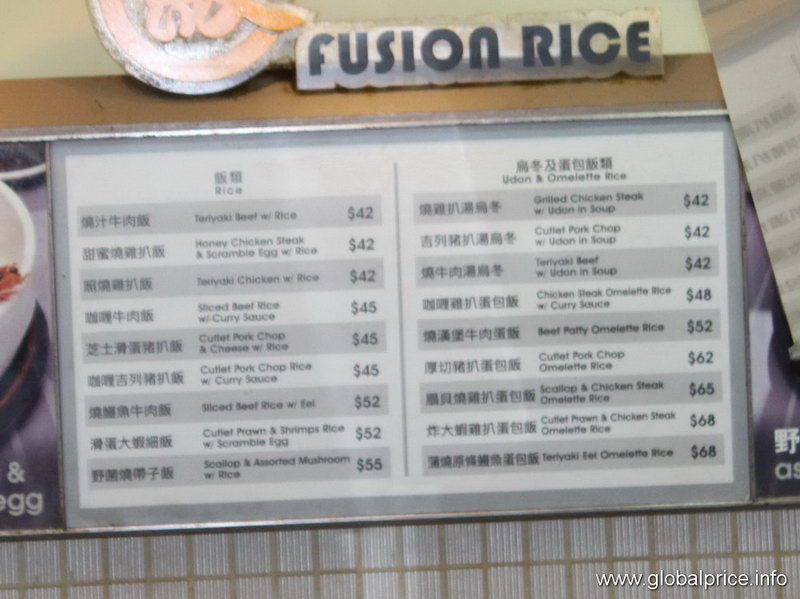 FUSION RICE
飯類
Rice
燒汁牛肉飯 Teriyaki Beef w/ Rice $42
甜蜜燒雞扒飯 Honey Chicken Steak
& Scramble Egg w/ Rice $42
照燒雞扒飯 Teriyaki Chicken w/ Rice $42
咖喱牛肉飯 Sliced Beef Rice
w/ Curry Sauce $45
芝士滑蛋豬扒飯 Cutlet Pork Chop
& Cheese w/ Rice $45
咖喱吉列豬扒飯 Cutlet Pork Chop Rice
w/ Curry Sauce $45
燒鰻魚牛肉飯 Sliced Beef Rice w/ Eel $52
滑蛋大蝦細飯 Cutlet Prawn & Shrimps Rice
w/ Scramble Egg $52
野菌燒帶子飯 Scallop & Assorted Mushroom
w/ Rice $55
烏冬及蛋包飯類
Udon & Omelette Rice
燒雞扒湯烏冬 Grilled Chicken Steak
w/ Udon in Soup $42
吉列豬扒湯烏冬 Cutlet Pork Chop
w/ Udon in Soup $42
燒牛肉湯烏冬 Teriyaki Beef
w/ Udon in Soup $42
咖喱雞扒蛋包飯 Chicken Steak Omelette Rice
w/ Curry Sauce $48
燒漢堡牛肉蛋飯 Beef Patty Omelette Rice $52
厚切豬扒蛋包飯 Cutlet Pork Chop
Omelette Rice $62
扇貝燒雞扒蛋包飯 Scallop & Chicken Steak
Omelette Rice $65
炸大蝦雞扒蛋包飯 Cutlet Prawn & Chicken Steak
Omelette Rice $68
蒲燒原條鰻魚蛋包飯 Teriyaki Eel Omelette Rice $68
&
egg
野
as
www.globalprice.info